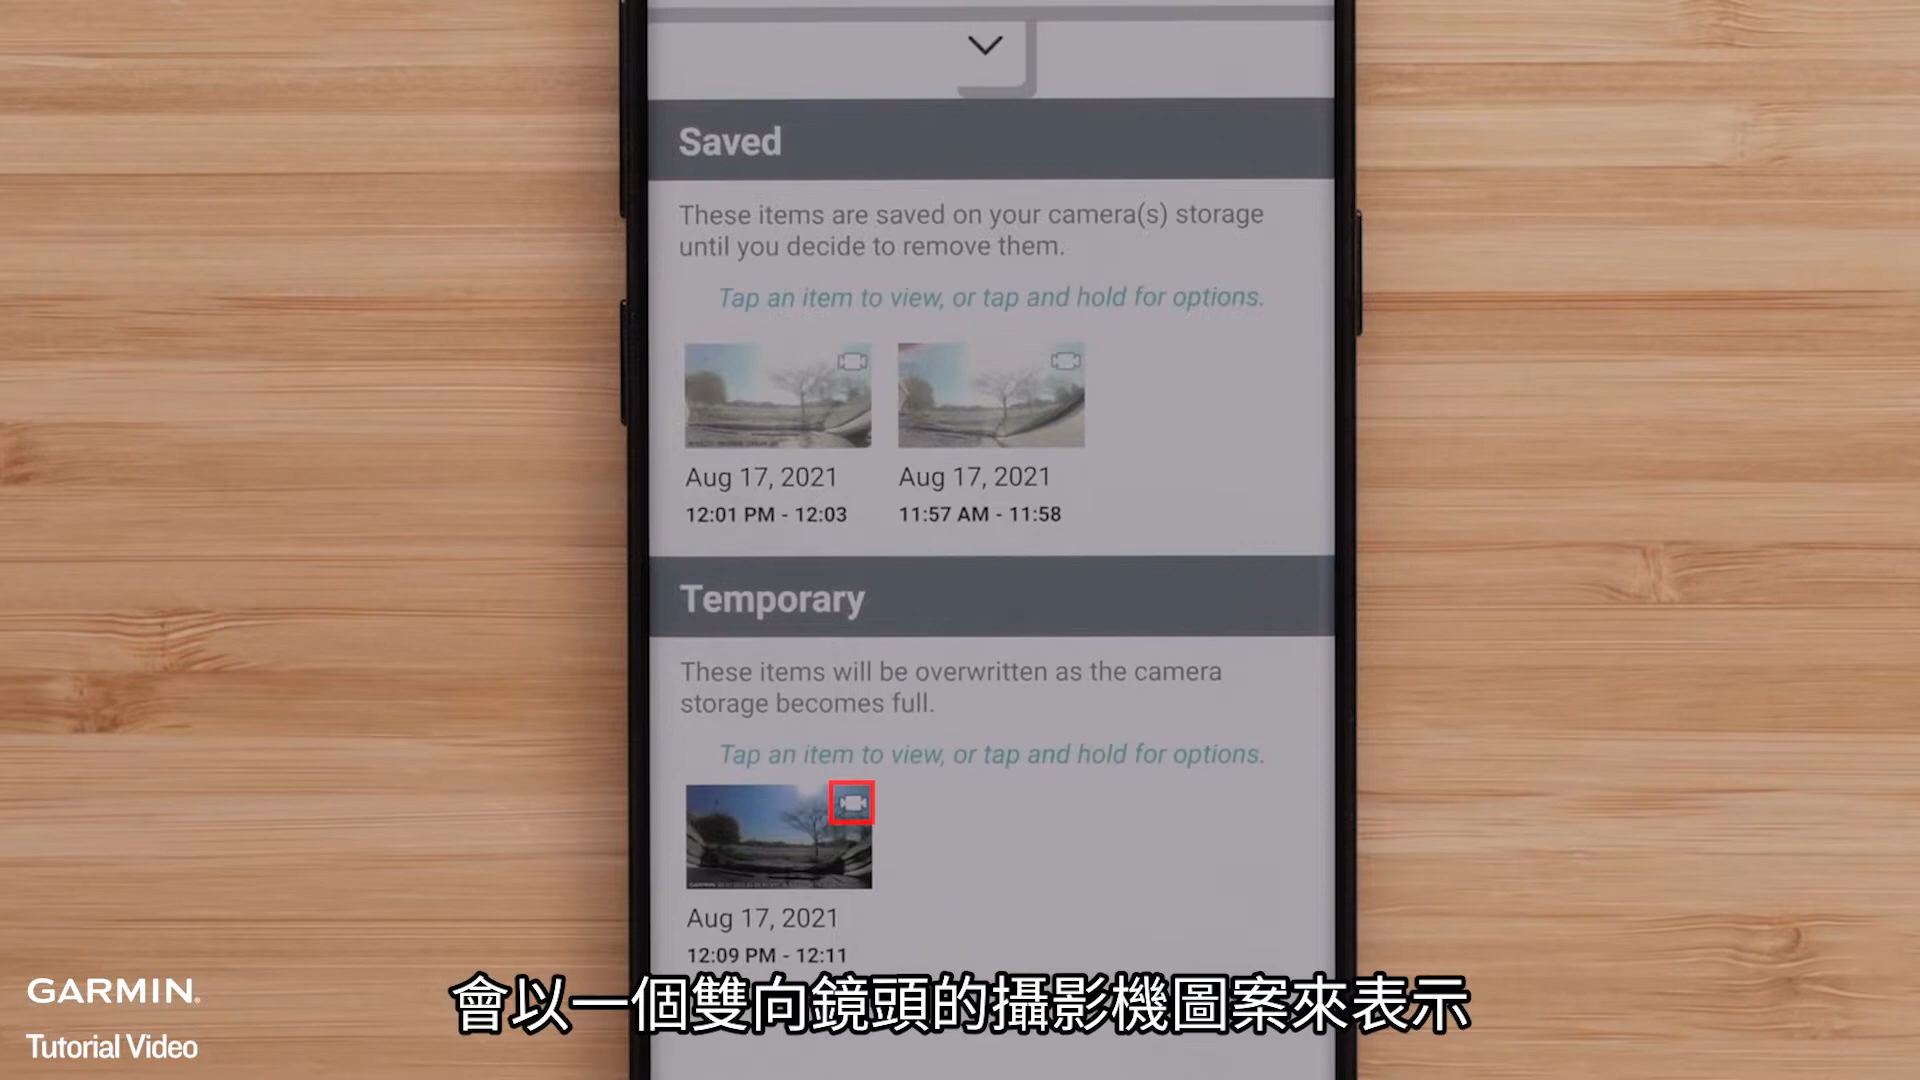 Saved
These items are saved on your camera(s) storage
until you decide to remove them.
Tap an item to view, or tap and hold for options.
Aug 17, 2021
12:01 PM - 12:03
Aug 17, 2021
11:57 AM - 11:58
Temporary
These items will be overwritten as the camera
storage becomes full.
Tap an item to view, or tap and hold for options.
Aug 17, 2021
12:09 PM - 12:11
會以一個雙向鏡頭的攝影機圖案來表示
GARMIN
Tutorial Video